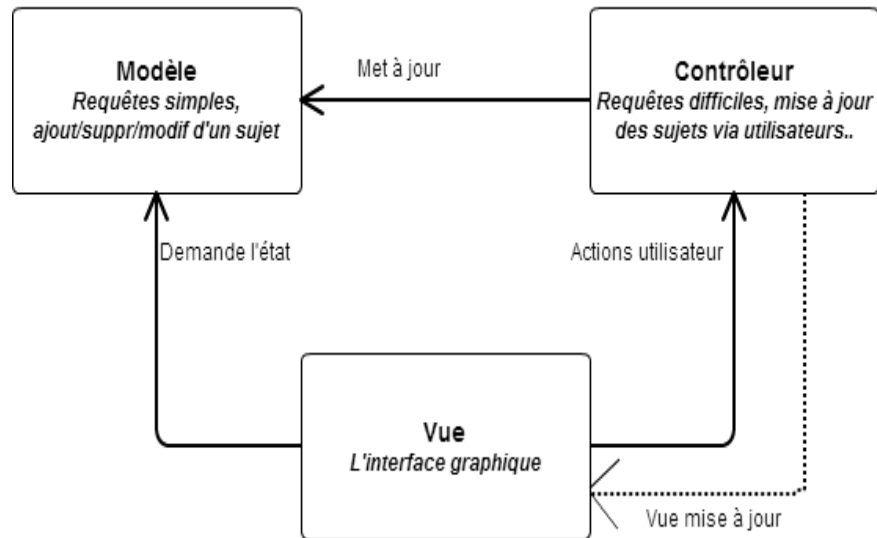 Modèle
Requêtes simples,
ajout/suppr/modif d'un sujet
Met à jour
Contrôleur
Requêtes difficiles, mise à jour
des sujets via utilisateurs..
Demande l'état
Actions utilisateur
Vue
L'interface graphique
Vue mise à jour